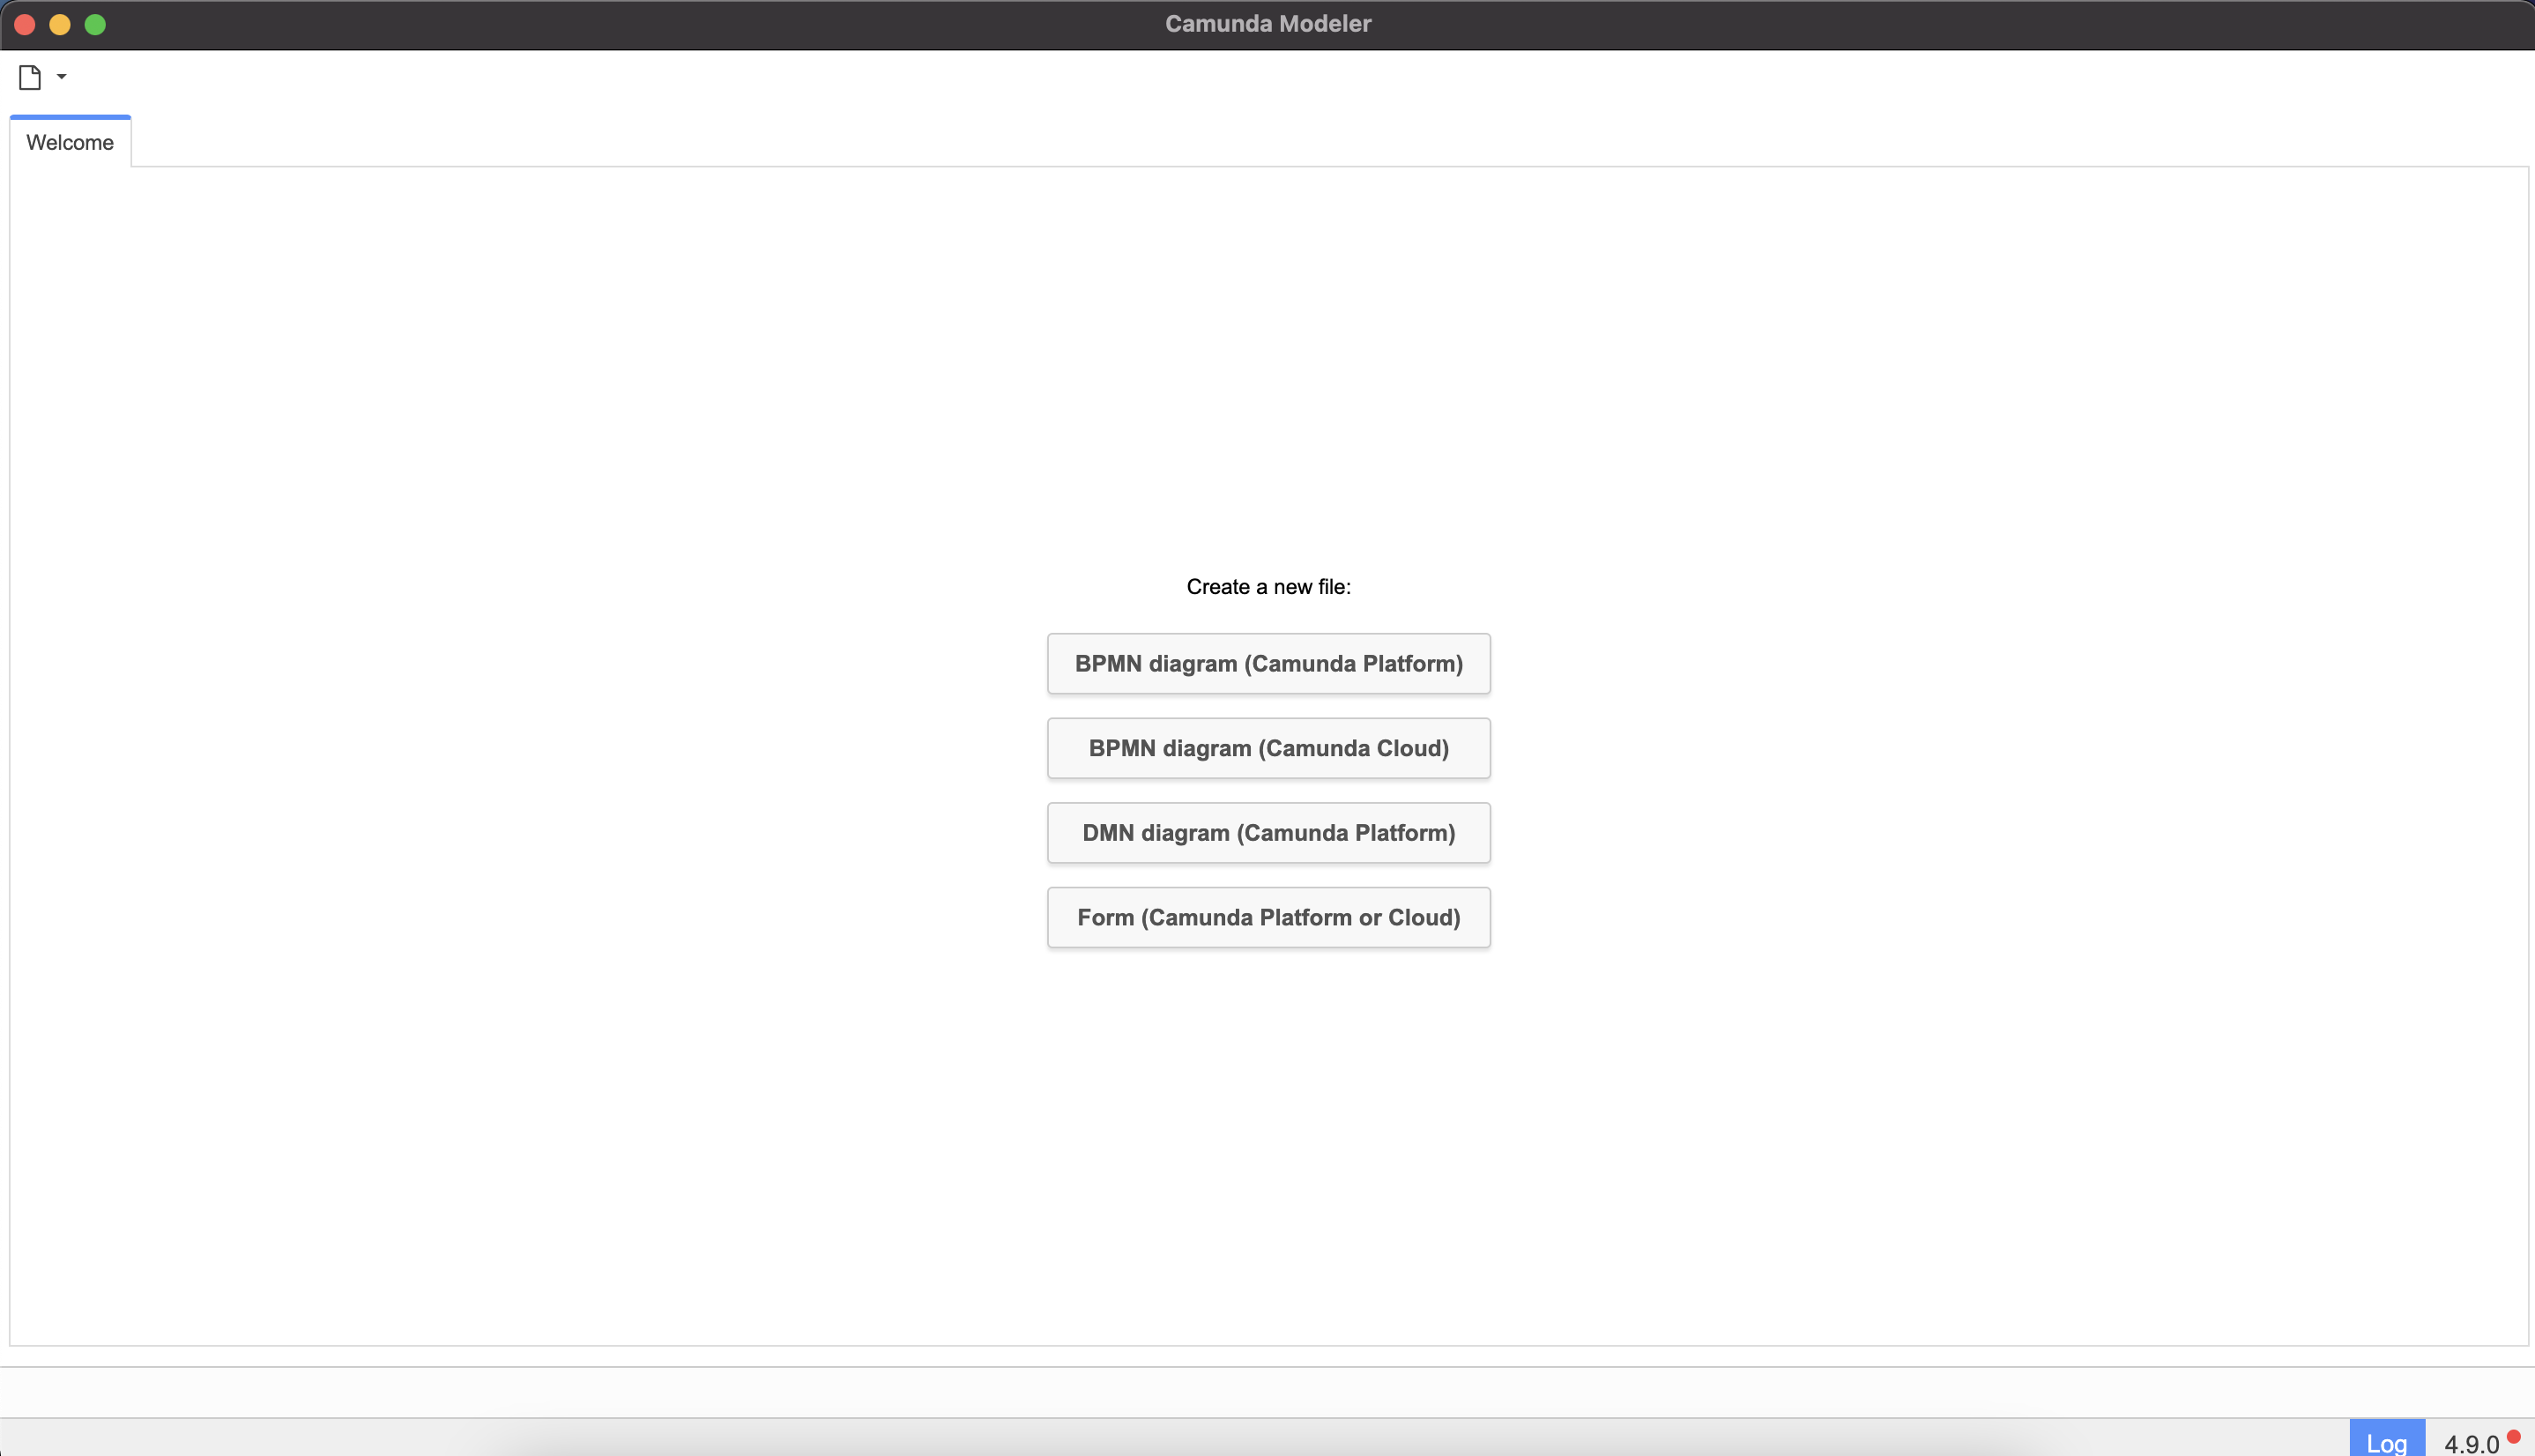 Camunda Modeler
Welcome
Create a new file:
BPMN diagram (Camunda Platform)
BPMN diagram (Camunda Cloud)
DMN diagram (Camunda Platform)
Form (Camunda Platform or Cloud)
Log 4.9.0